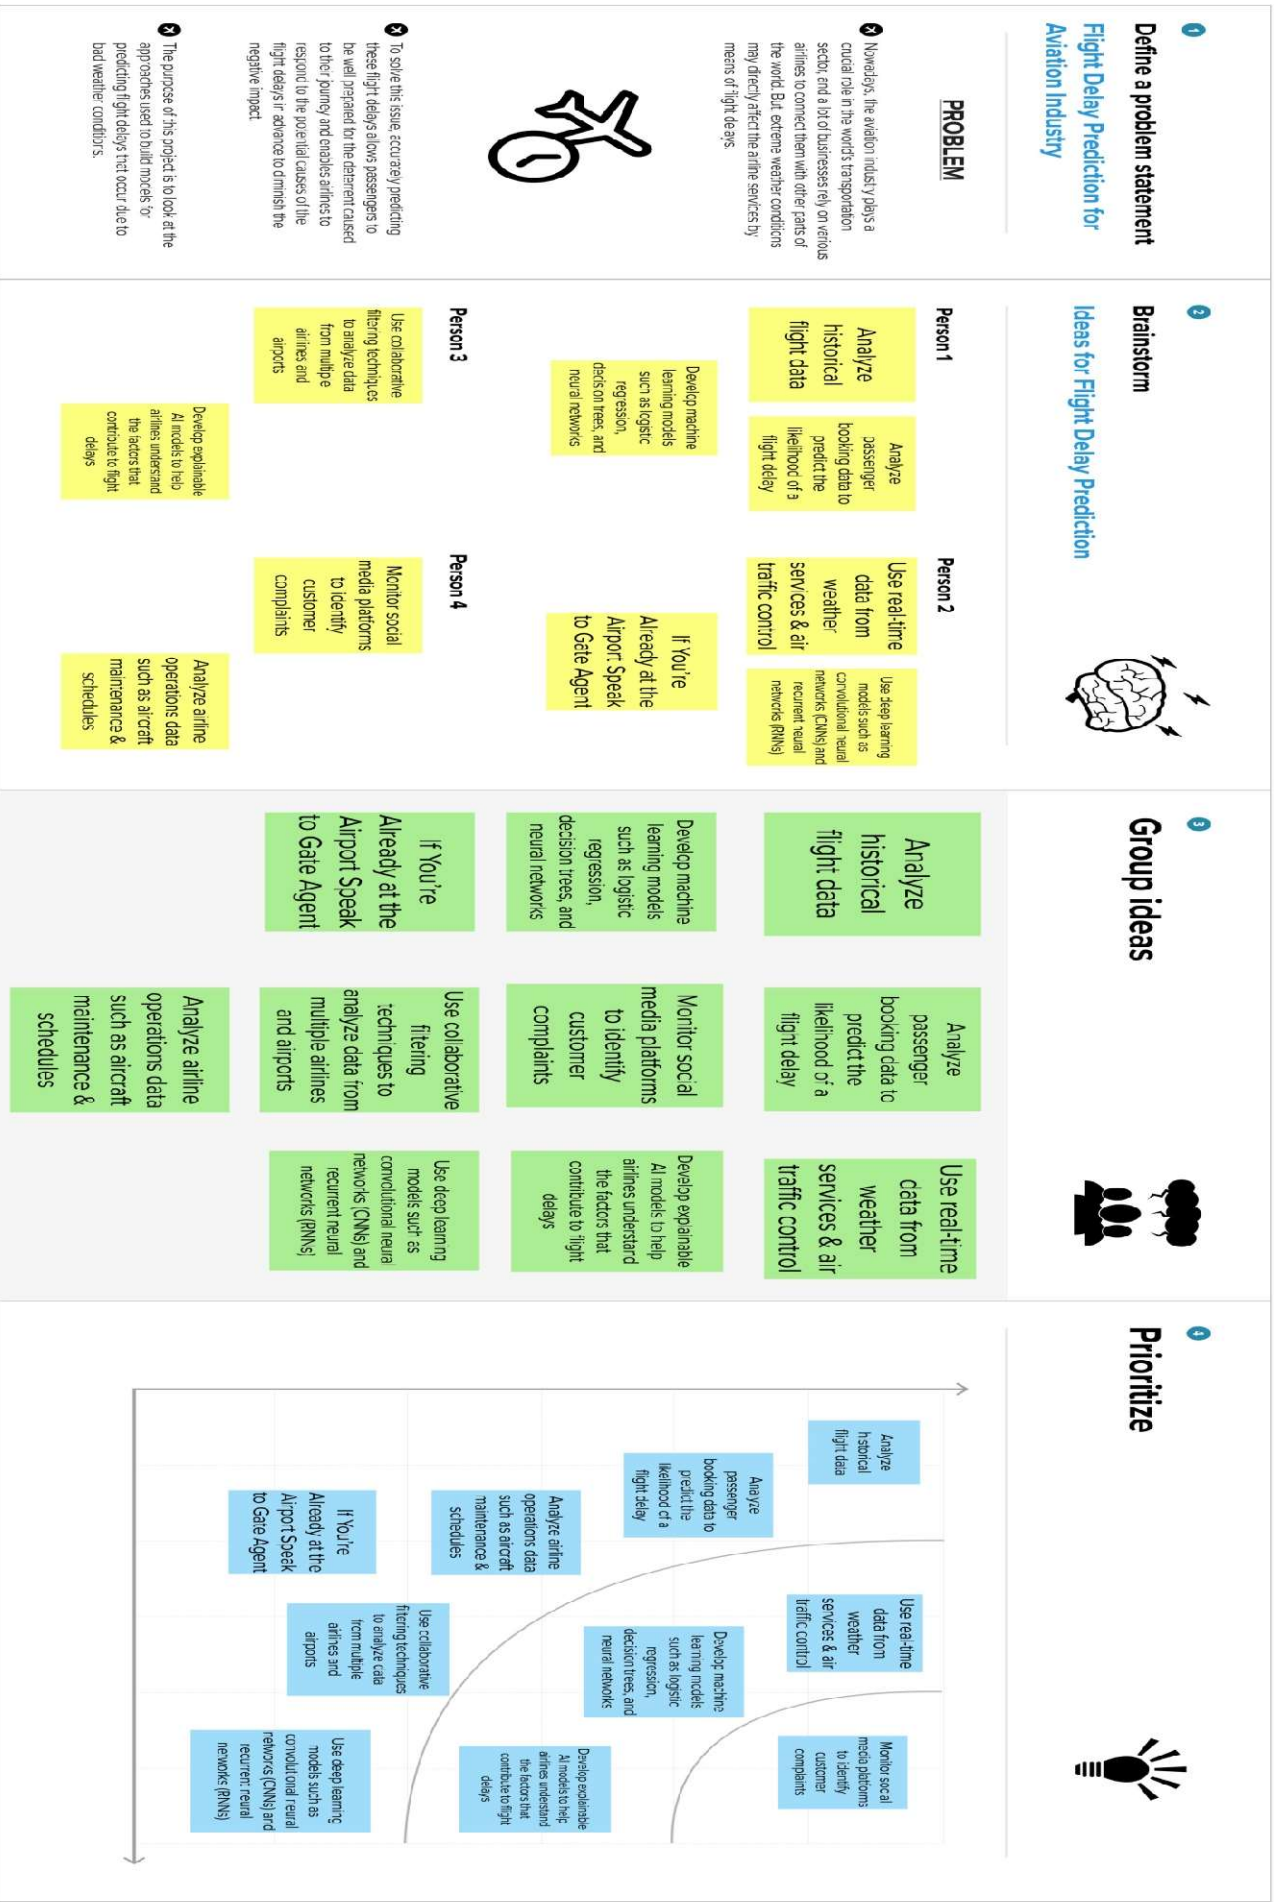 1
Define a problem statement
Flight Delay Prediction for
Aviation Industry
PROBLEM
Nowadays, the aviation industry plays a
crucial role in the world's transportation
sector, and a lot of businesses rely on various
airlines to connect them with other parts of
the world. But extreme weather conditions
may directly affect the airline services by
means of flight delays.
To solve this issue, accurately predicting
these flight delays allows passengers to
be well prepared for the deterrent caused
to their journey and enables airlines to
respond to the potential causes of the
flight delays in advance to diminish the
negative impact.
The purpose of this project is to look at the
approaches used to build models for
predicting flight delays that occur due to
bad weather conditions.
2
Brainstorm
Ideas for Flight Delay Prediction
Person 1
Analyze
historical
flight data
Analyze
passenger
booking data to
predict the
likelihood of a
flight delay
Develop machine
learning models
such as logistic
regression,
decision trees, and
neural networks
Person 2
Use real-time
data from
weather
services & air
traffic control
Use deep learning
models such as
convolutional neural
networks (CNNs) and
recurrent neural
networks (RNNs)
If You're
Already at the
Airport Speak
to Gate Agent
Person 3
Use collaborative
filtering techniques
to analyze data
from multiple
airlines and
airports
Develop explainable
AI models to help
airlines understand
the factors that
contribute to flight
delays
Person 4
Monitor social
media platforms
to identify
customer
complaints
Analyze airline
operations data
such as aircraft
maintenance &
schedules
3
Group ideas
Analyze
historical
flight data
Analyze
passenger
booking data to
predict the
likelihood of a
flight delay
Use real-time
data from
weather
services & air
traffic control
Develop machine
learning models
such as logistic
regression,
decision trees, and
neural networks
Monitor social
media platforms
to identify
customer
complaints
Develop explainable
AI models to help
airlines understand
the factors that
contribute to flight
delays
If You're
Already at the
Airport Speak
to Gate Agent
Use collaborative
filtering
techniques to
analyze data from
multiple airlines
and airports
Use deep learning
models such as
convolutional neural
networks (CNNs) and
recurrent neural
networks (RNNs)
Analyze airline
operations data
such as aircraft
maintenance &
schedules
4
Prioritize
Analyze
historical
flight data
Use real-time
data from
weather
services & air
traffic control
Monitor social
media platforms
to identify
customer
complaints
Analyze
passenger
booking data to
predict the
likelihood of a
flight delay
Develop machine
learning models
such as logistic
regression,
decision trees, and
neural networks
Analyze airline
operations data
such as aircraft
maintenance &
schedules
Develop explainable
AI models to help
airlines understand
the factors that
contribute to flight
delays
If You're
Already at the
Airport Speak
to Gate Agent
Use collaborative
filtering techniques
to analyze data
from multiple
airlines and
airports
Use deep learning
models such as
convolutional neural
networks (CNNs) and
recurrent neural
networks (RNNs)